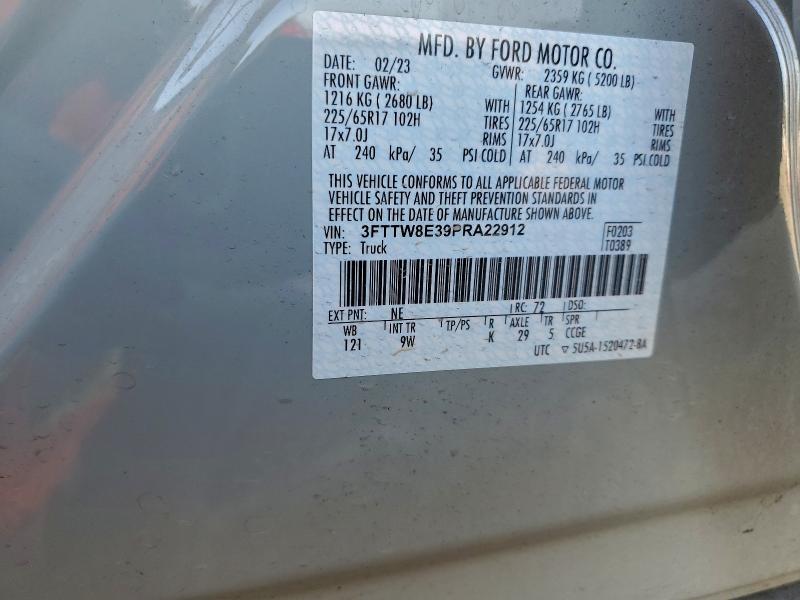 MFD. BY FORD MOTOR CO.
DATE: 02/23 GVWR: 2359 KG ( 5200 LB)
FRONT GAWR: REAR GAWR:
1216 KG ( 2680 LB) WITH 1254 KG ( 2765 LB) WITH
225/65R17 102H TIRES 225/65R17 102H TIRES
17x7.0J RIMS 17x7.0J RIMS
AT 240 kPa/ 35 PSI COLD AT 240 kPa/ 35 PSI COLD
THIS VEHICLE CONFORMS TO ALL APPLICABLE FEDERAL MOTOR
VEHICLE SAFETY AND THEFT PREVENTION STANDARDS IN
EFFECT ON THE DATE OF MANUFACTURE SHOWN ABOVE.
VIN: 3FTTW8E39PRA22912 F0203
TYPE: Truck T0389
EXT PNT: NE RC: 72 DSO:
WB INT TR TP/PS R AXLE TR SPR
121 9W K 29 5 CCGE
UTC ▽ 5U5A-1520472-BA